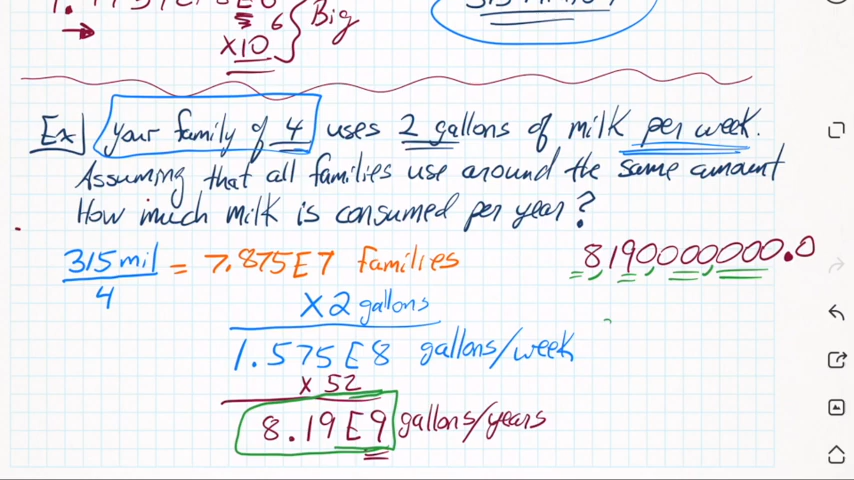 x10 6 Big
Ex) your family of 4 uses 2 gallons of milk per week.
Assuming that all families use around the same amount
How much milk is consumed per year?
315 mil
4
= 7.875E7 families
8190000000.0
X2 gallons
1.575E8 gallons/week
x 52
8.19E9 gallons/years